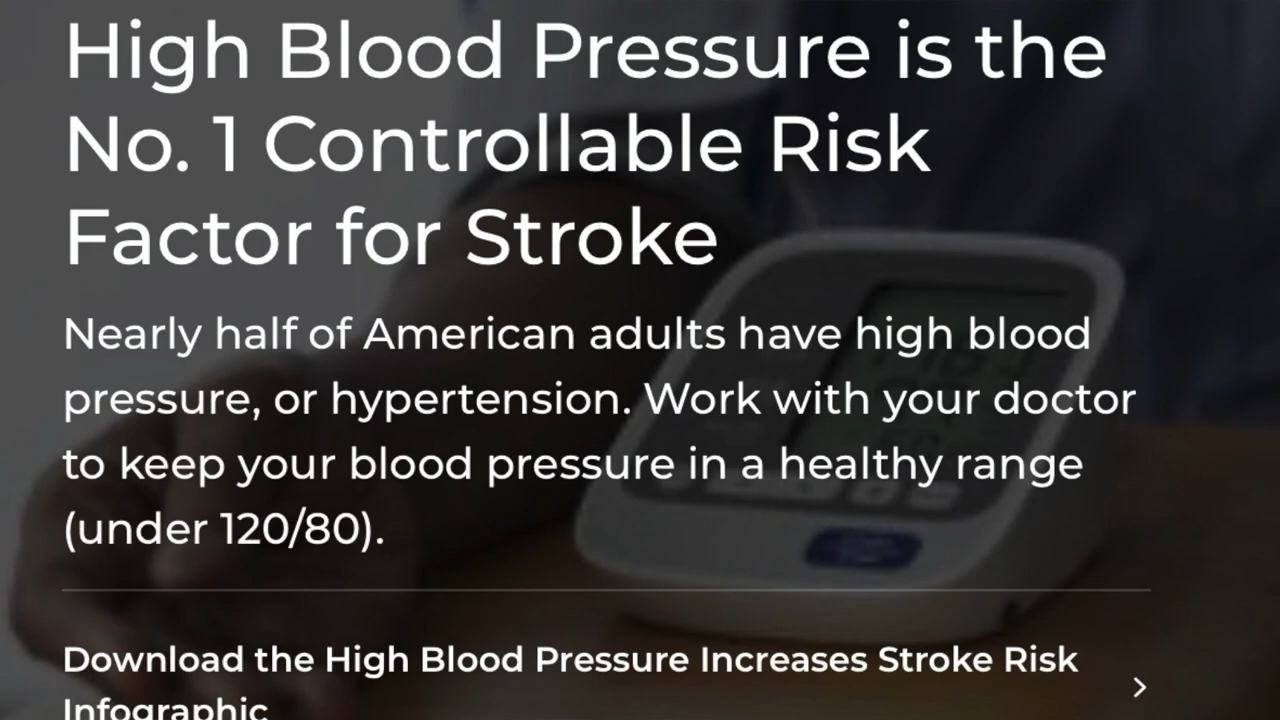 High Blood Pressure is the
No. 1 Controllable Risk
Factor for Stroke
Nearly half of American adults have high blood
pressure, or hypertension. Work with your doctor
to keep your blood pressure in a healthy range
(under 120/80).
Download the High Blood Pressure Increases Stroke Risk
Infographic